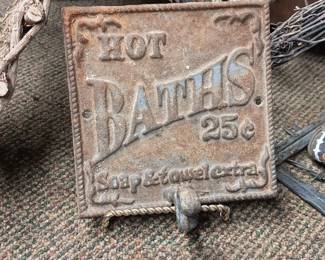 HOT
BATHS
25¢
Soap & towel extra